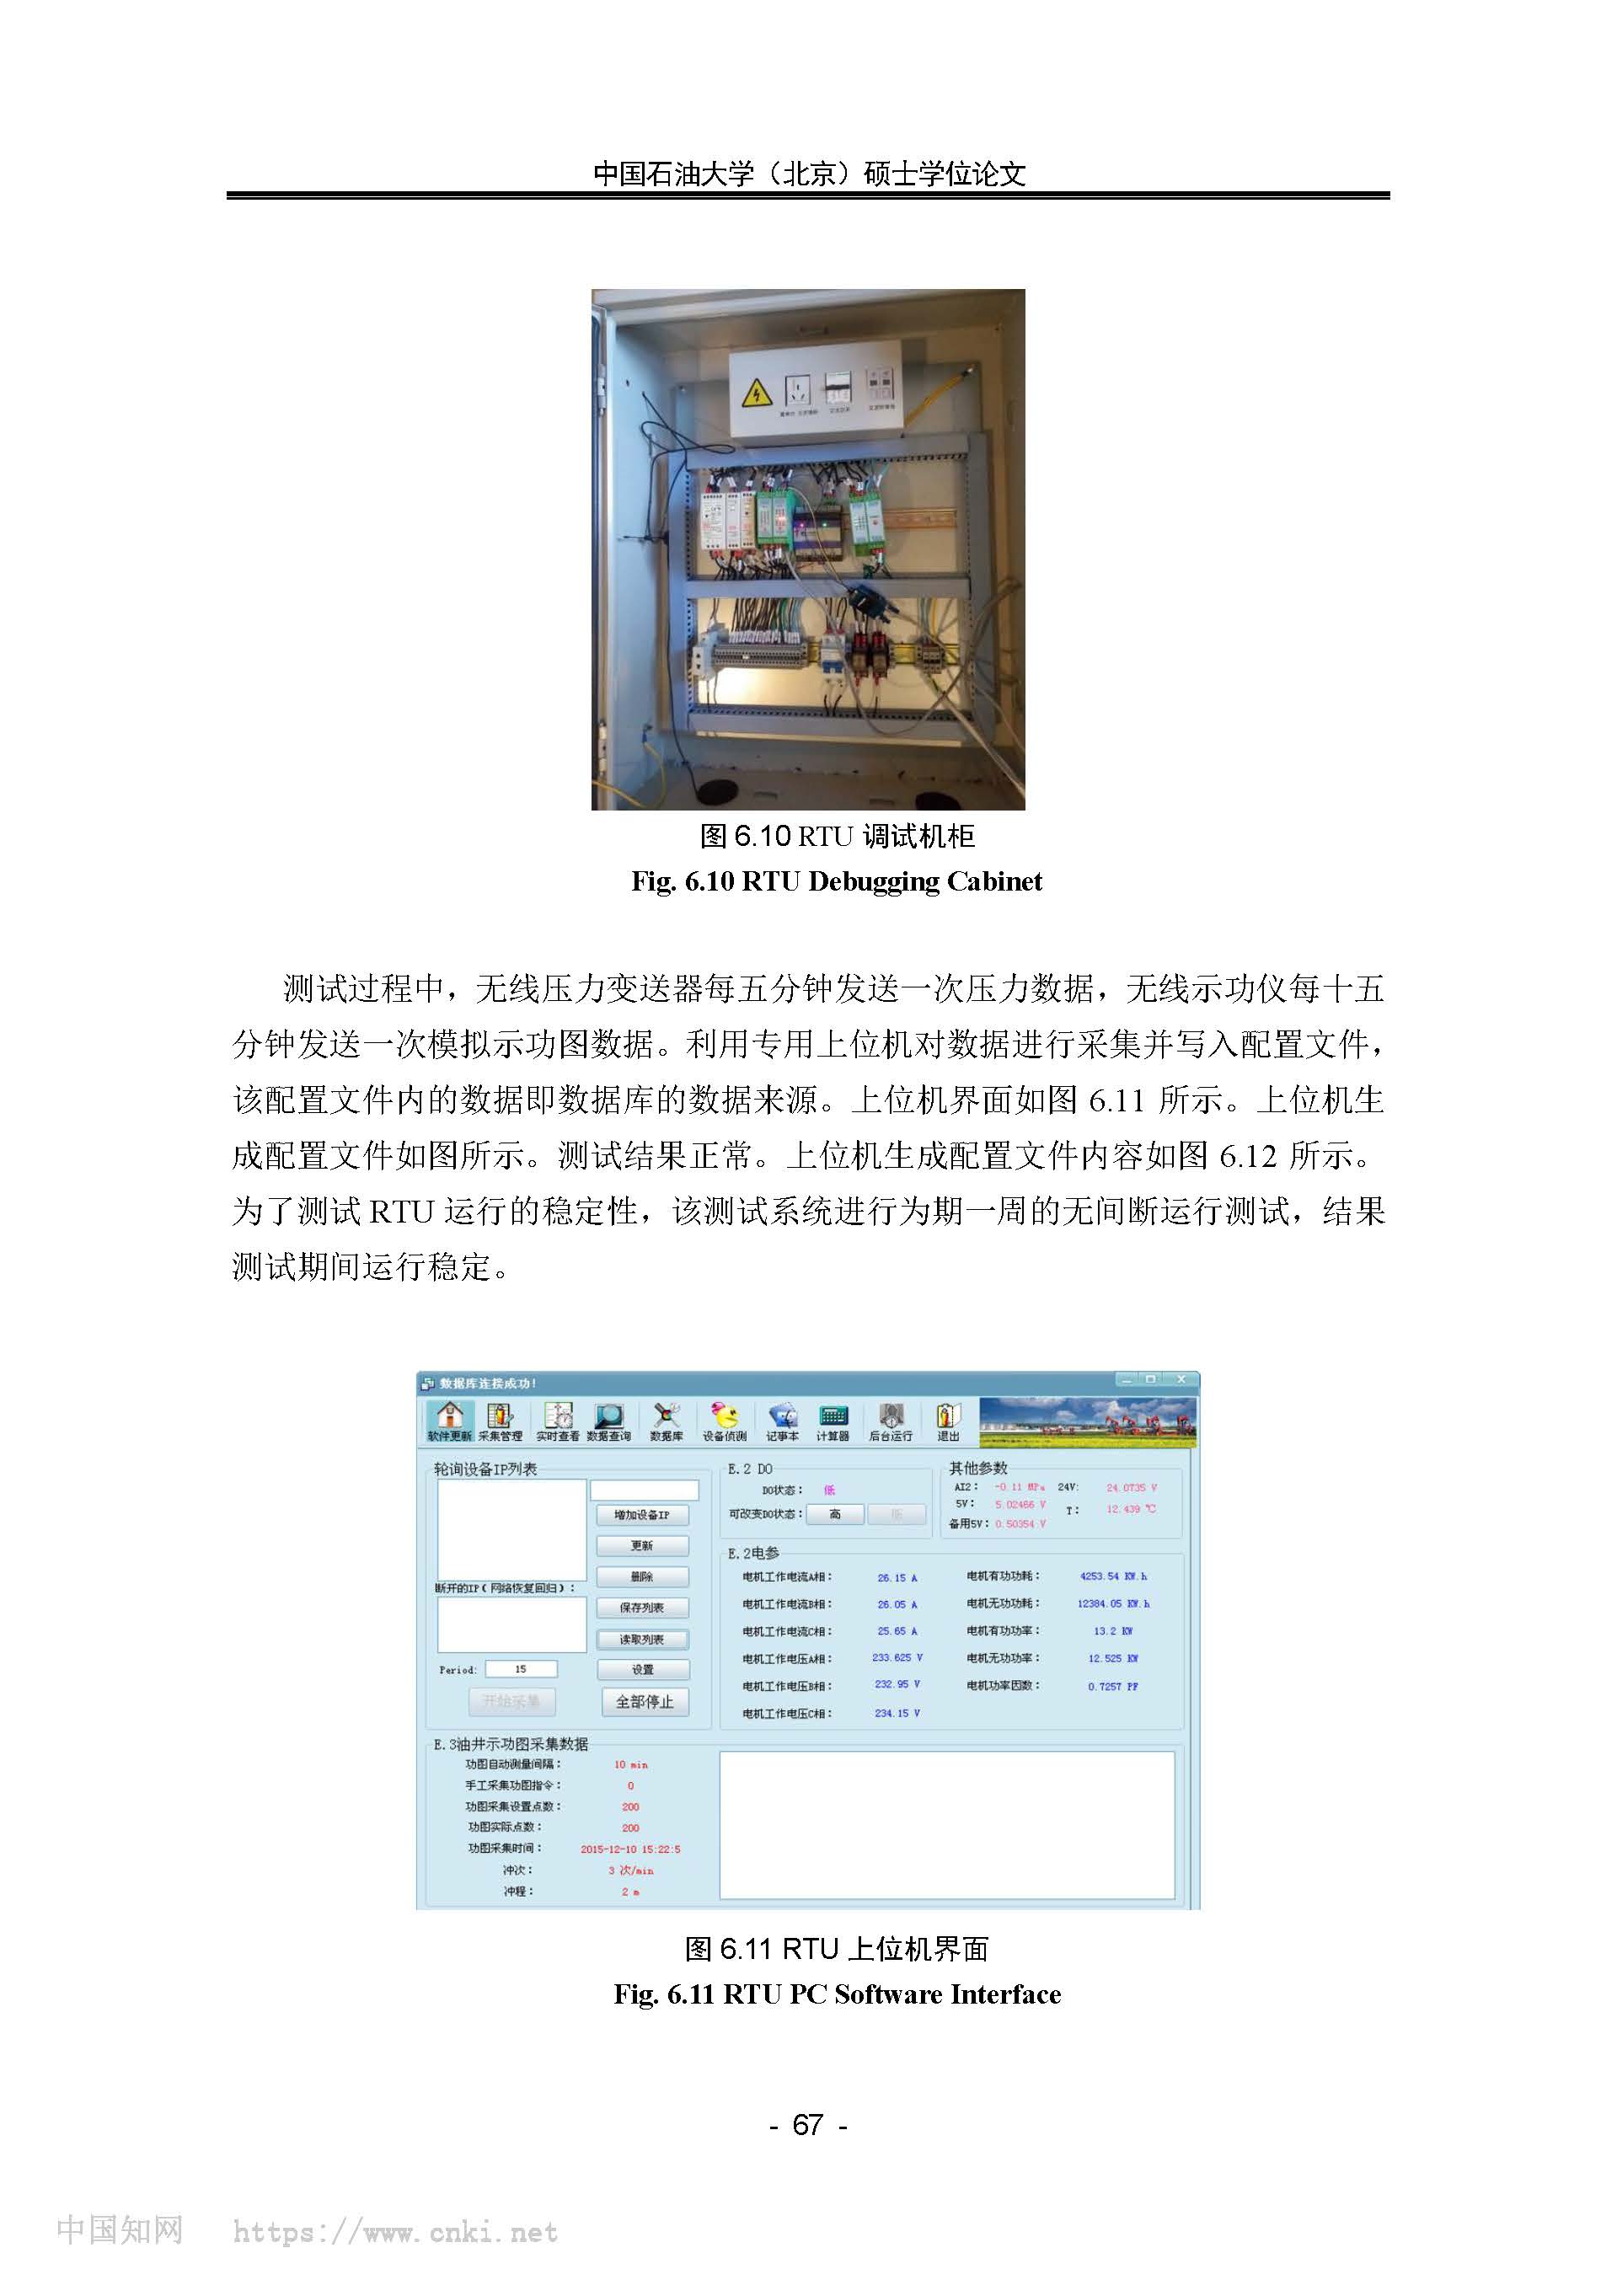 中国石油大学（北京）硕士学位论文
图 6.10 RTU 调试机柜
Fig. 6.10 RTU Debugging Cabinet
测试过程中，无线压力变送器每五分钟发送一次压力数据，无线示功仪每十五
分钟发送一次模拟示功图数据。利用专用上位机对数据进行采集并写入配置文件，
该配置文件内的数据即数据库的数据来源。上位机界面如图 6.11 所示。上位机生
成配置文件如图所示。测试结果正常。上位机生成配置文件内容如图 6.12 所示。
为了测试 RTU 运行的稳定性，该测试系统进行为期一周的无间断运行测试，结果
测试期间运行稳定。
数据库连接成功!
软件更新 采集管理 实时查看 数据查询 数据库 设备侦测 记事本 计算器 后台运行 退出
轮询设备IP列表
增加设备IP
更新
删除
断开的IP(网络恢复回归)：
保存列表
读取列表
Period: 15 设置
开始采集 全部停止
E.2 DO
DO状态： 低
可改变DO状态： 高 低
其他参数
AI2： -0.11 MPa 24V: 24.0735 V
5V： 5.02466 V T： 12.439 ℃
备用5V：0.50354 V
E.2电参
电机工作电流A相： 26.15 A 电机有功功耗： 4253.54 KW.h
电机工作电流B相： 26.05 A 电机无功功耗： 12384.05 KW.h
电机工作电流C相： 25.65 A 电机有功功率： 13.2 KW
电机工作电压A相： 233.625 V 电机无功功率： 12.525 KW
电机工作电压B相： 232.95 V 电机功率因数： 0.7257 PF
电机工作电压C相： 234.15 V
E.3油井示功图采集数据
功图自动测量间隔： 10 min
手工采集功图指令： 0
功图采集设置点数： 200
功图实际点数： 200
功图采集时间： 2015-12-10 15:22:5
冲次： 3 次/min
冲程： 2 m
图 6.11 RTU 上位机界面
Fig. 6.11 RTU PC Software Interface
- 67 -
中国知网 https://www.cnki.net